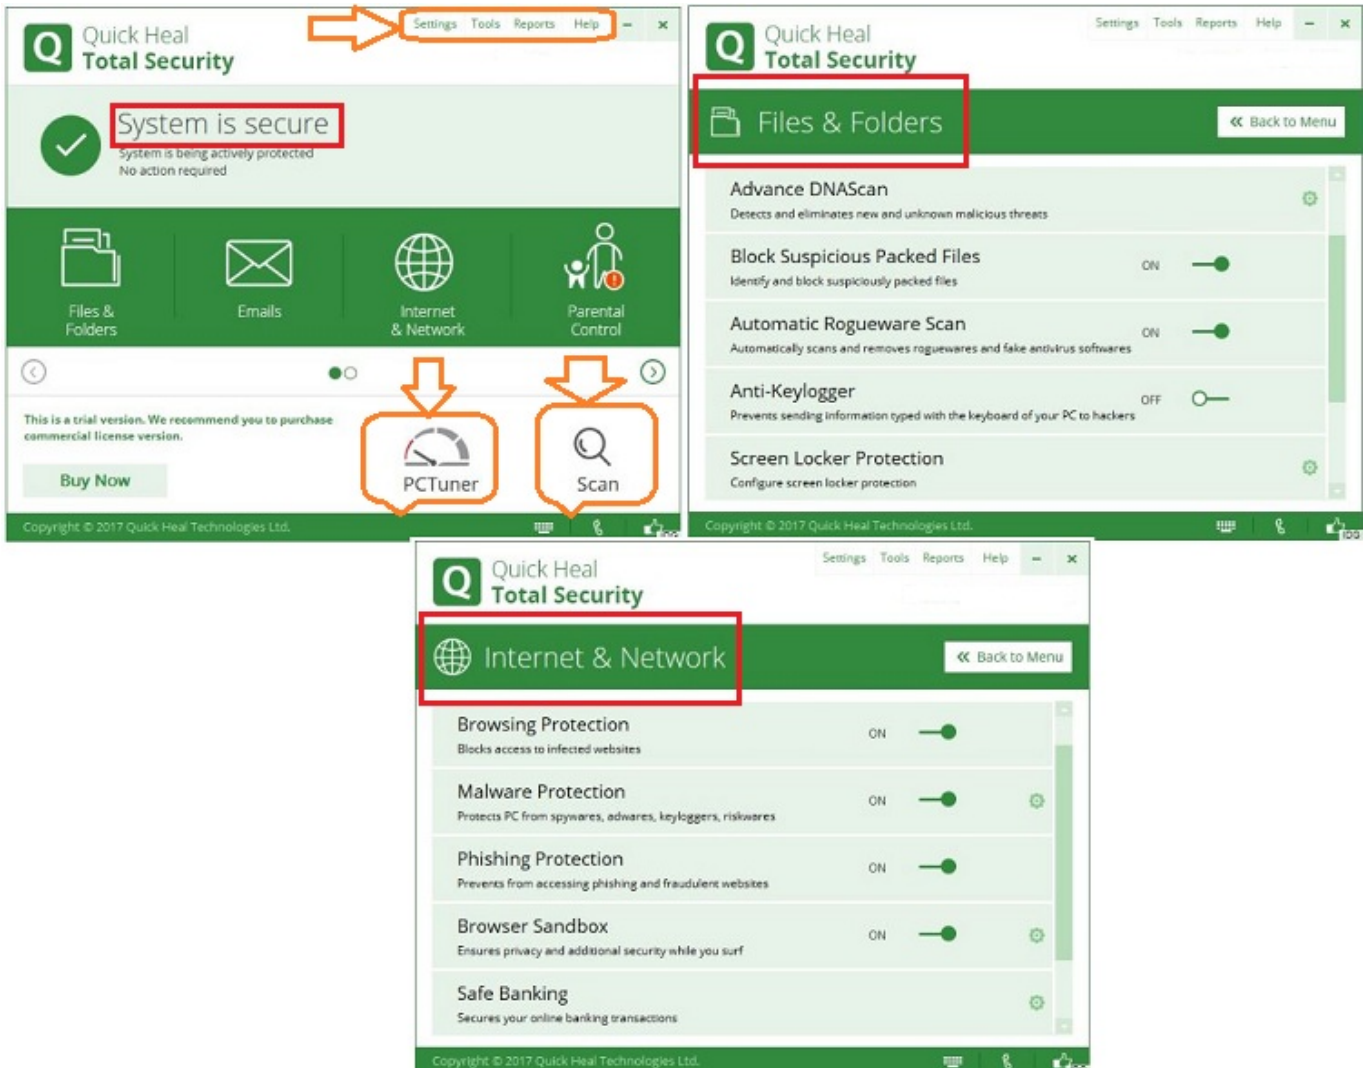 Settings Tools Reports Help
Quick Heal
Total Security
System is secure
System is being actively protected
No action required
Files &
Folders
Emails
Internet
& Network
Parental
Control
This is a trial version. We recommend you to purchase
commercial license version.
Buy Now
PCTuner
Scan
Copyright © 2017 Quick Heal Technologies Ltd.
Settings Tools Reports Help
Quick Heal
Total Security
Files & Folders
Back to Menu
Advance DNAScan
Detects and eliminates new and unknown malicious threats
Block Suspicious Packed Files
ON
Identify and block suspiciously packed files
Automatic Rogueware Scan
ON
Automatically scans and removes roguewares and fake antivirus softwares
Anti-Keylogger
OFF
Prevents sending information typed with the keyboard of your PC to hackers
Screen Locker Protection
Configure screen locker protection
Copyright © 2017 Quick Heal Technologies Ltd.
Settings Tools Reports Help
Quick Heal
Total Security
Internet & Network
Back to Menu
Browsing Protection
ON
Blocks access to infected websites
Malware Protection
ON
Protects PC from spywares, adwares, keyloggers, riskwares
Phishing Protection
ON
Prevents from accessing phishing and fraudulent websites
Browser Sandbox
ON
Ensures privacy and additional security while you surf
Safe Banking
Secures your online banking transactions
Copyright © 2017 Quick Heal Technologies Ltd.